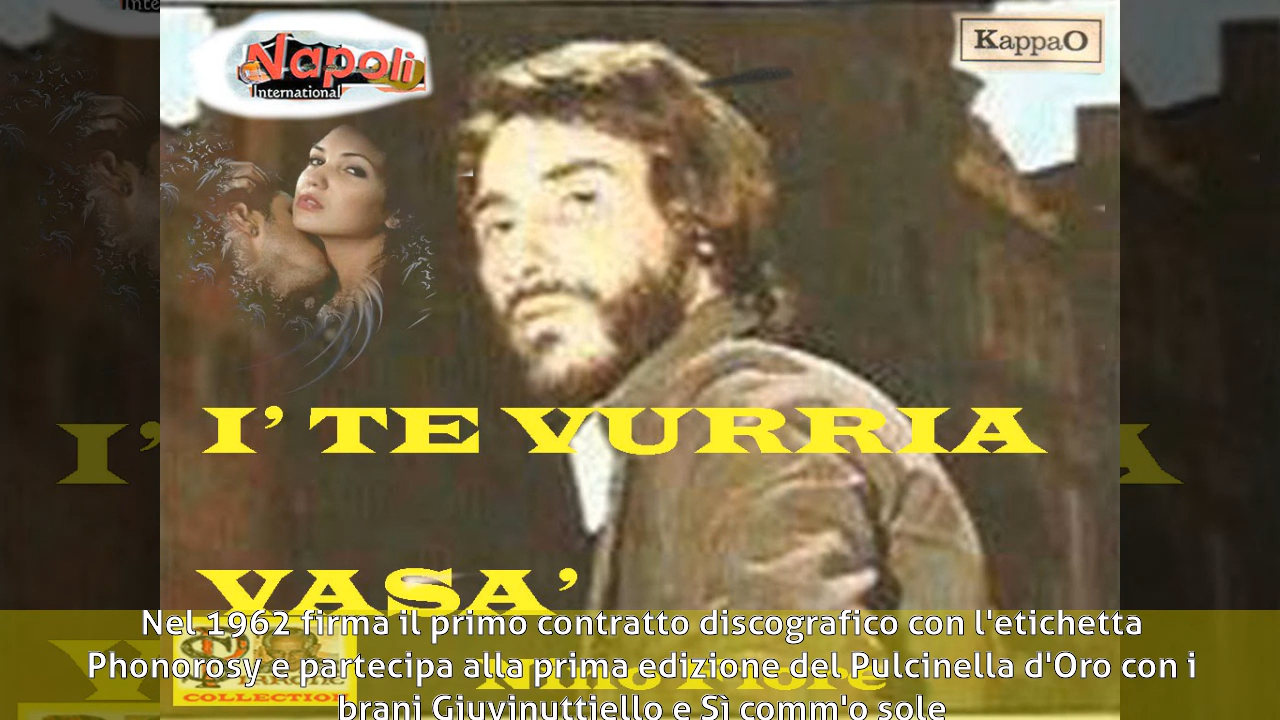 Napoli
International
KappaO
I' TE VURRIA
VASA'
Nel 1962 firma il primo contratto discografico con l'etichetta
Phonorosy e partecipa alla prima edizione del Pulcinella d'Oro con i
brani Giuvinuttiello e Sì comm'o sole
COLLECTION